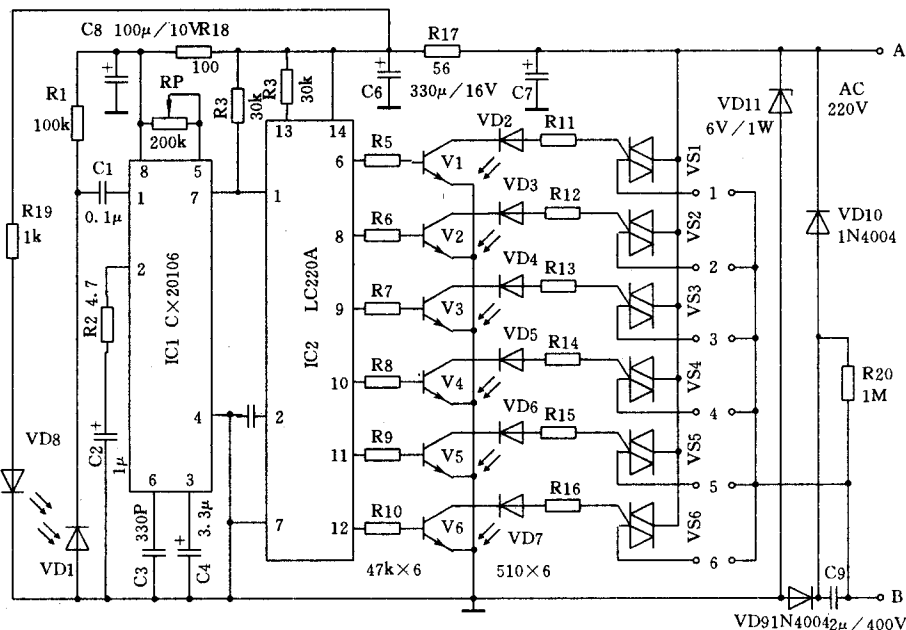 C8 100μ/10V R18
R17
A
100
56
R1
RP
R3
30k
R3
30k
C6
330μ/16V
C7
VD11
6V/1W
AC
220V
100k
200k
13
14
VD2
R11
8
5
6
R5
V1
VS1
C1
0.1μ
1
7
1
1
VD3
R12
R19
1k
8
R6
V2
VS2
VD10
1N4004
2
2
VD4
R13
R2 4.7
IC1 C×20106
LC220A
IC2
9
R7
V3
VS3
3
VD5
R14
10
R8
V4
VS4
R20
1M
4
2
4
VD6
R15
VD8
C2
1μ
11
R9
V5
VS5
5
6
3
R10
R16
330P
3.3μ
7
12
V6
VS6
VD7
VD1
C3
C4
47k×6
510×6
6
C9
B
VD9 1N4004 2μ/400V